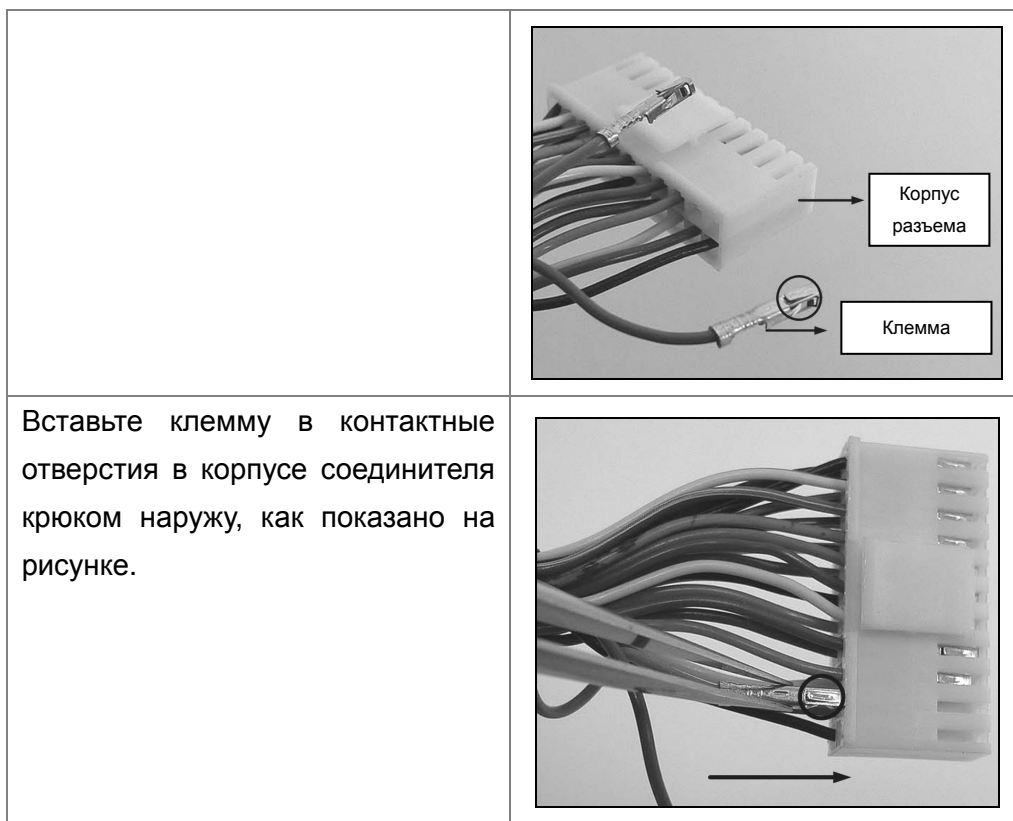 Корпус
разъема
Клемма
Вставьте клемму в контактные
отверстия в корпусе соединителя
крюком наружу, как показано на
рисунке.